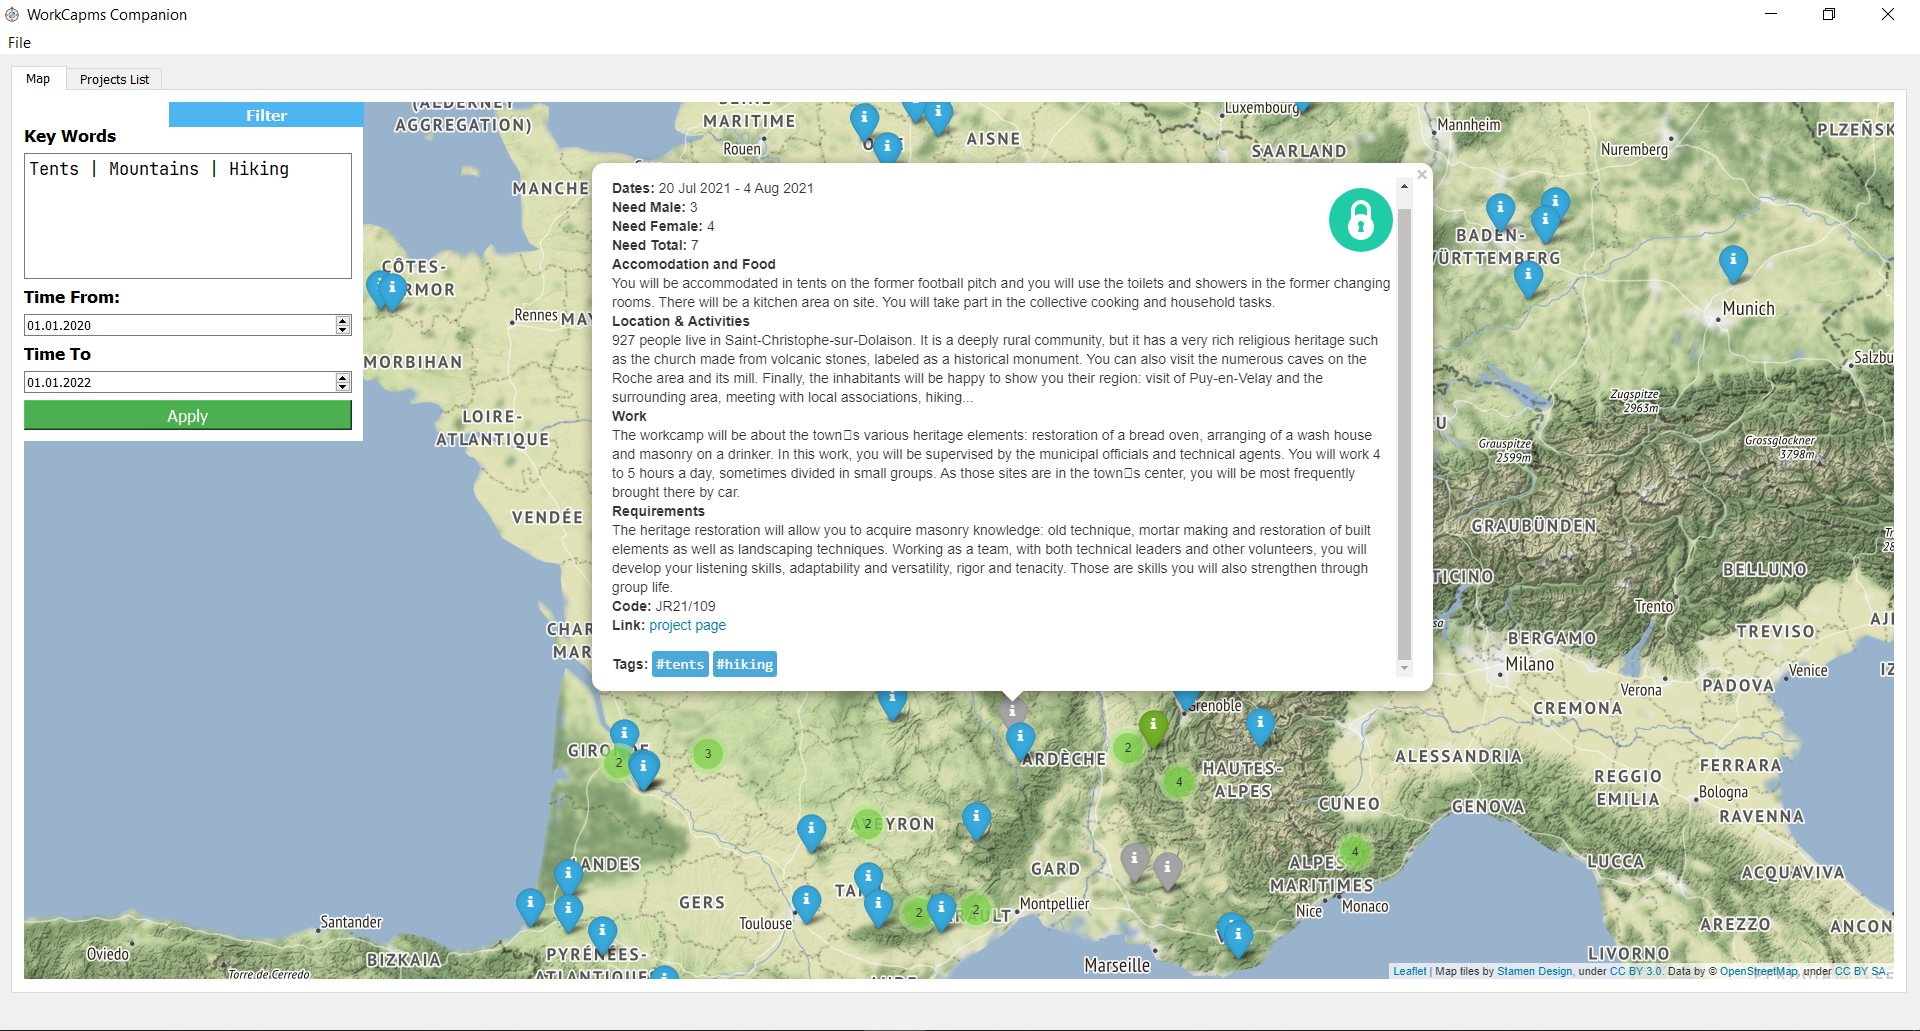 WorkCapms Companion
File
Map
Projects List
Filter
Key Words
Tents | Mountains | Hiking
Time From:
01.01.2020
Time To
01.01.2022
Apply
Dates: 20 Jul 2021 - 4 Aug 2021
Need Male: 3
Need Female: 4
Need Total: 7
Accomodation and Food
You will be accommodated in tents on the former football pitch and you will use the toilets and showers in the former changing
rooms. There will be a kitchen area on site. You will take part in the collective cooking and household tasks.
Location & Activities
927 people live in Saint-Christophe-sur-Dolaison. It is a deeply rural community, but it has a very rich religious heritage such
as the church made from volcanic stones, labeled as a historical monument. You can also visit the numerous caves on the
Roche area and its mill. Finally, the inhabitants will be happy to show you their region: visit of Puy-en-Velay and the
surrounding area, meeting with local associations, hiking...
Work
The workcamp will be about the town▯s various heritage elements: restoration of a bread oven, arranging of a wash house
and masonry on a drinker. In this work, you will be supervised by the municipal officials and technical agents. You will work 4
to 5 hours a day, sometimes divided in small groups. As those sites are in the town▯s center, you will be most frequently
brought there by car.
Requirements
The heritage restoration will allow you to acquire masonry knowledge: old technique, mortar making and restoration of built
elements as well as landscaping techniques. Working as a team, with both technical leaders and other volunteers, you will
develop your listening skills, adaptability and versatility, rigor and tenacity. Those are skills you will also strengthen through
group life.
Code: JR21/109
Link: project page
Tags: #tents #hiking
(ALDERNEY
AGGREGATION)
MARITIME
Rouen
AISNE
Luxembourg
SAARLAND
Mannheim
Nuremberg
PLZEŇSK
MANCHE
CÔTES-
RMOR
Rennes
MAY
MORBIHAN
LOIRE-
ATLANTIQUE
VENDÉE
CHAR
MAR
BADEN-
WÜRTTEMBERG
Munich
Salzbu
Zugspitze
2963m
Grauspitze
2599m
Grossglockner
3798m
GRAUBÜNDEN
TICINO
BELLUNO
Trento
BERGAMO
TREVISO
Milano
Venice
Verona
PADOVA
CREMONA
Grenoble
GIRONDE
2
3
ARDÈCHE
2
4
HAUTES-
ALPES
ALESSANDRIA
REGGIO
EMILIA
FERRARA
Bologna
RAVENNA
CUNEO
GENOVA
2
AVEYRON
LANDES
GARD
4
ALPES
MARITIMES
Nice
Monaco
LUCCA
ACQUAVIVA
GERS
TA
Toulouse
2
2
RAULT
Montpellier
Marseille
AREZZO
ANCON
LIVORNO
Santander
Oviedo
Torre de Cerredo
BIZKAIA
PYRÉNÉES-
ATLANTIQUE
Leaflet | Map tiles by Stamen Design, under CC BY 3.0. Data by © OpenStreetMap, under CC BY SA.